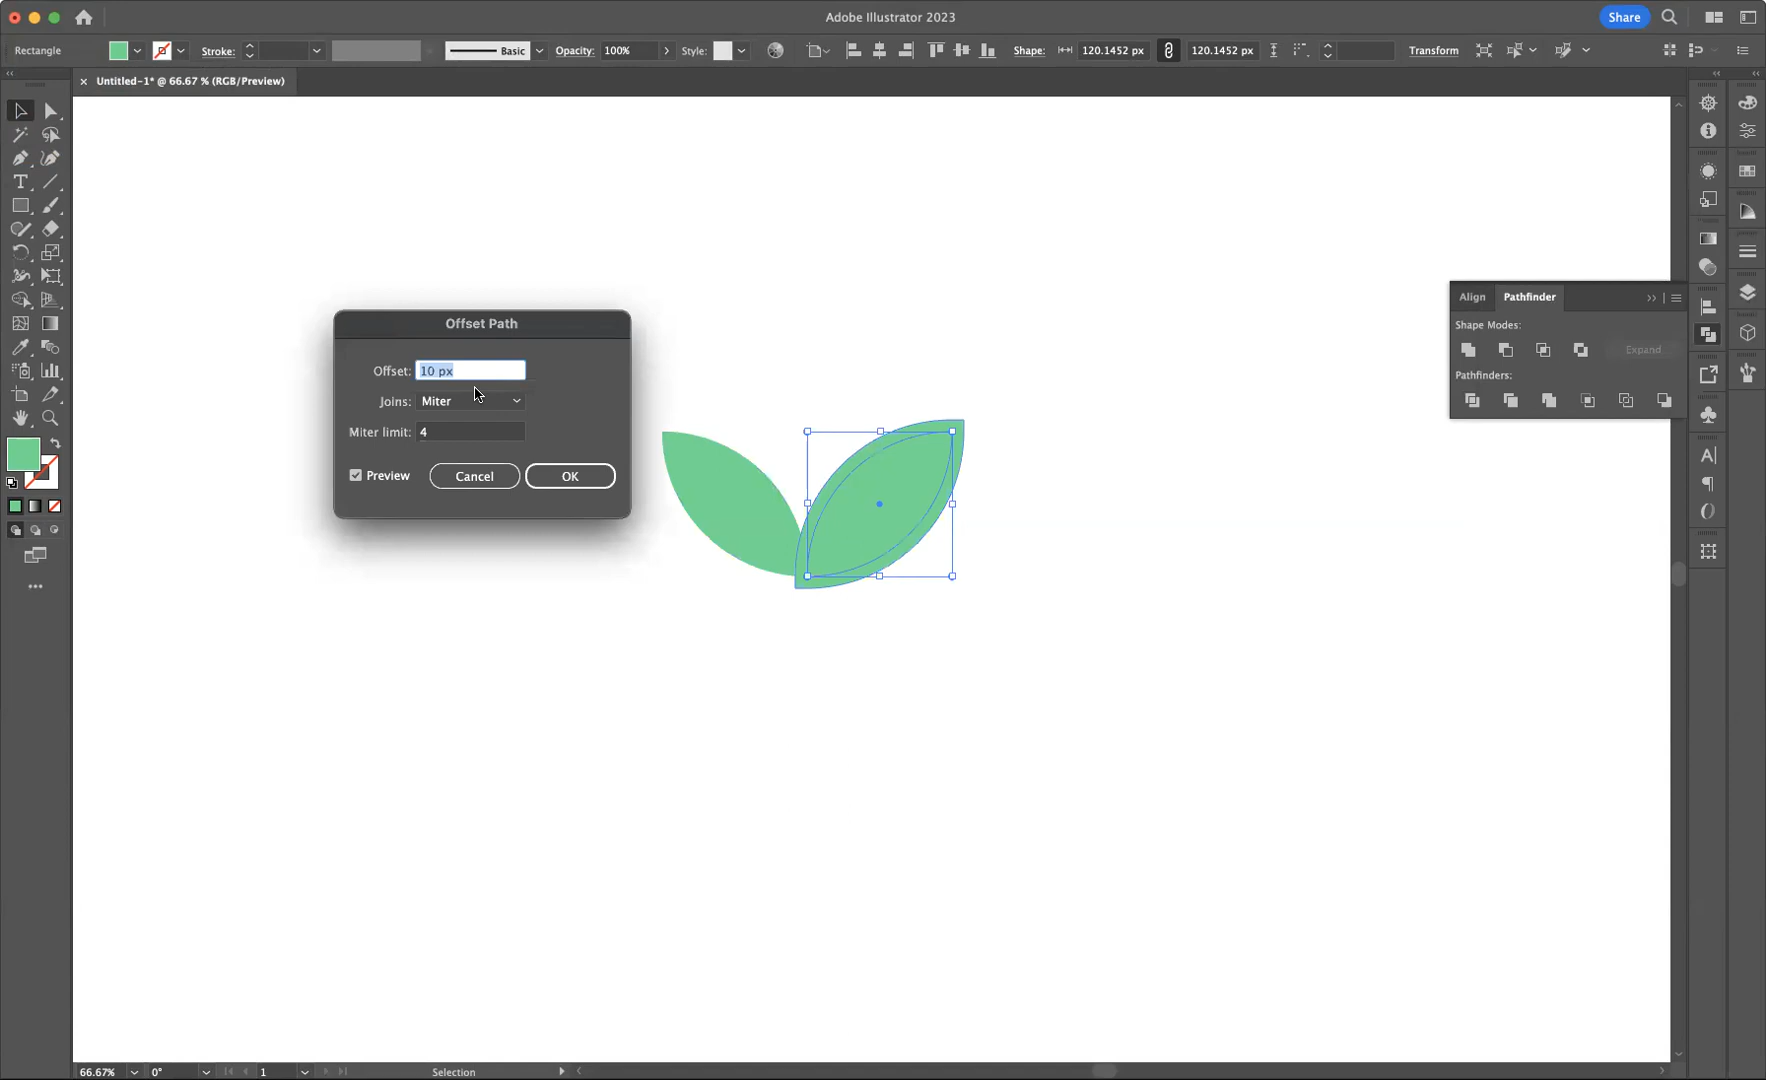 Adobe Illustrator 2023
Share
Rectangle
Stroke:
Basic
Opacity: 100%
Style:
Shape:
120.1452 px
120.1452 px
Transform
Untitled-1* @ 66.67 % (RGB/Preview)
Offset Path
Offset: 10 px
Joins: Miter
Miter limit: 4
Preview
Cancel
OK
Align
Pathfinder
Shape Modes:
Expand
Pathfinders:
66.67%
0°
1
Selection